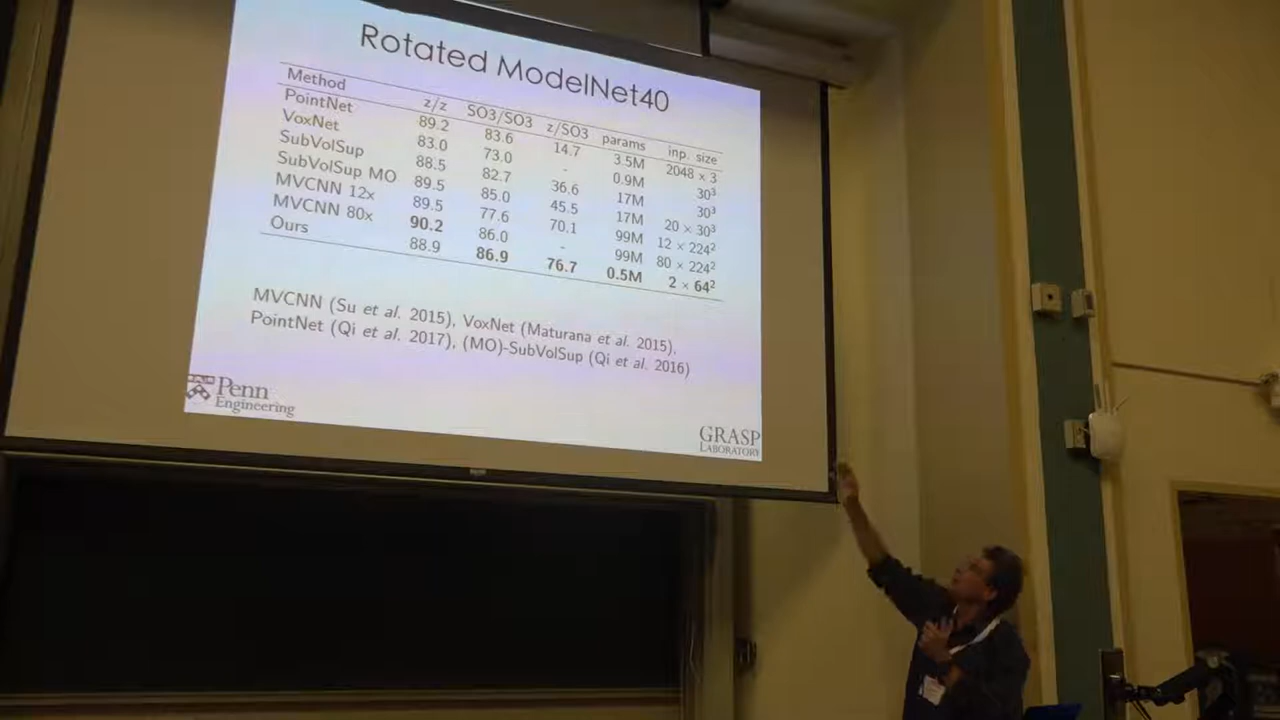 Rotated ModelNet40
Method z/z SO3/SO3 z/SO3 params inp. size
PointNet 89.2 83.6 14.7 3.5M 2048 × 3
VoxNet 83.0 73.0 - 0.9M 30³
SubVolSup 88.5 82.7 36.6 17M 30³
SubVolSup MO 89.5 85.0 45.5 17M 20 × 30³
MVCNN 12x 89.5 77.6 70.1 99M 12 × 224²
MVCNN 80x 90.2 86.0 - 99M 80 × 224²
Ours 88.9 86.9 76.7 0.5M 2 × 64²
MVCNN (Su et al. 2015), VoxNet (Maturana et al. 2015),
PointNet (Qi et al. 2017), (MO)-SubVolSup (Qi et al. 2016)
Penn
Engineering
GRASP
LABORATORY